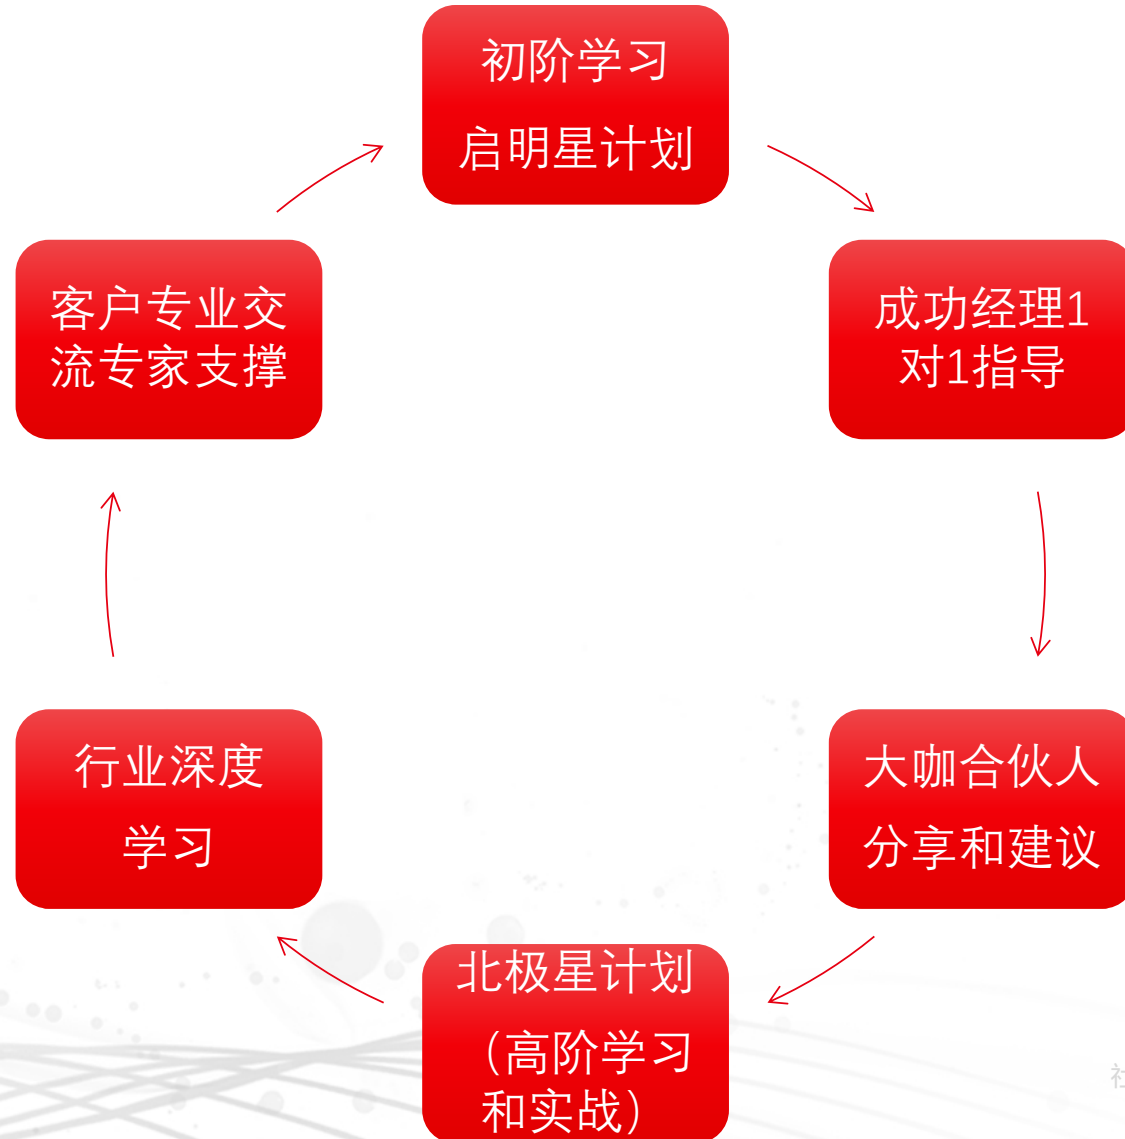 初阶学习
启明星计划
成功经理1
对1指导
大咖合伙人
分享和建议
北极星计划
（高阶学习
和实战）
行业深度
学习
客户专业交
流专家支撑